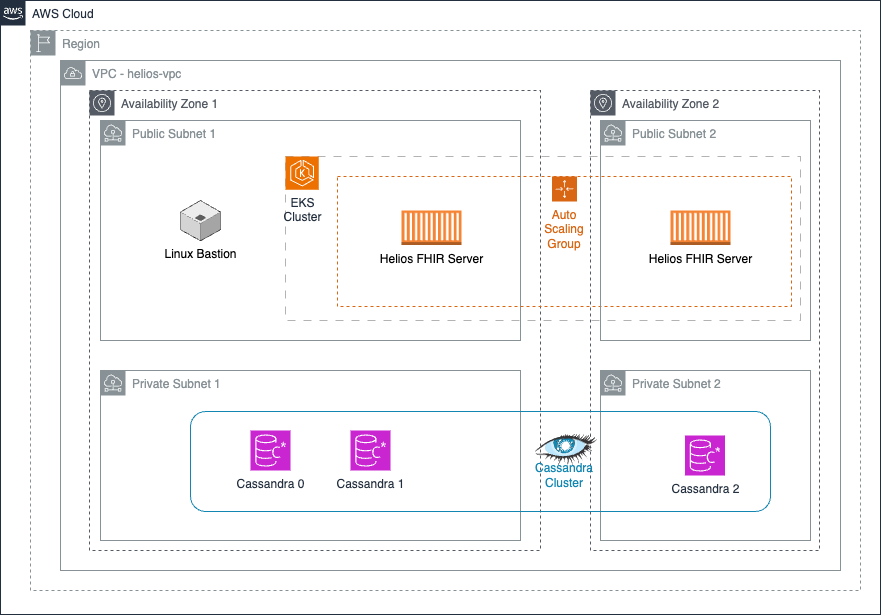 aws
AWS Cloud
Region
VPC - helios-vpc
Availability Zone 1
Availability Zone 2
Public Subnet 1
Public Subnet 2
K
EKS
Cluster
Auto
Scaling
Group
Linux Bastion
Helios FHIR Server
Helios FHIR Server
Private Subnet 1
Private Subnet 2
C*
C*
C*
Cassandra
Cluster
Cassandra 0
Cassandra 1
Cassandra 2